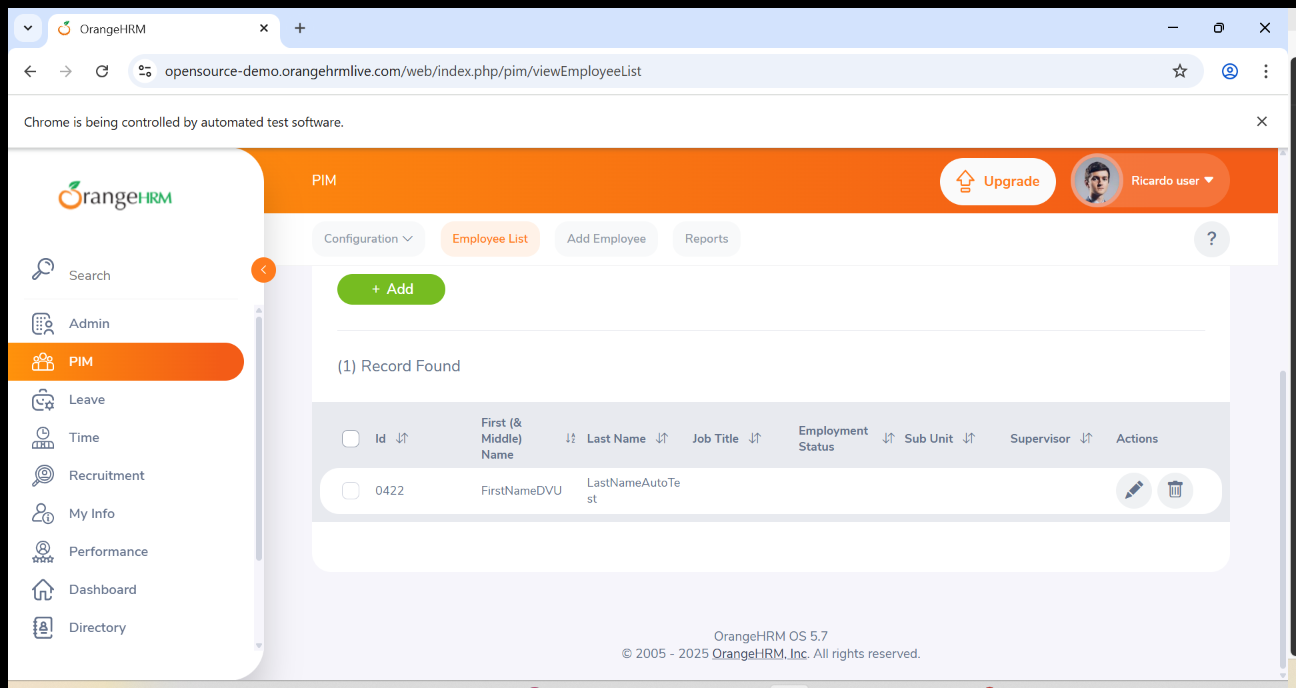 OrangeHRM
opensource-demo.orangehrmlive.com/web/index.php/pim/viewEmployeeList
Chrome is being controlled by automated test software.
OrangeHRM
PIM
Upgrade
Ricardo user
Configuration
Employee List
Add Employee
Reports
?
Search
Admin
PIM
Leave
Time
Recruitment
My Info
Performance
Dashboard
Directory
+ Add
(1) Record Found
Id
First (&
Middle)
Name
Last Name
Job Title
Employment
Status
Sub Unit
Supervisor
Actions
0422
FirstNameDVU
LastNameAutoTe
st
OrangeHRM OS 5.7
© 2005 - 2025 OrangeHRM, Inc. All rights reserved.